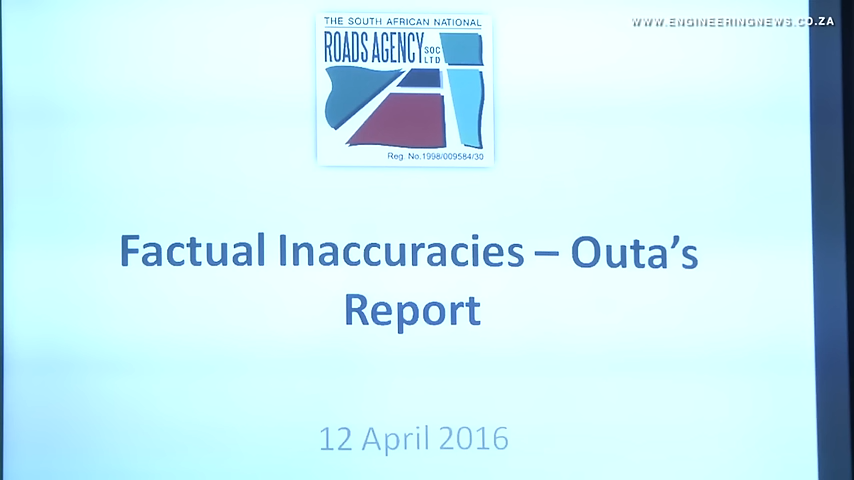 WWW.ENGINEERINGNEWS.CO.ZA
THE SOUTH AFRICAN NATIONAL
ROADS AGENCY SOC LTD
Reg. No.1998/009584/30
Factual Inaccuracies – Outa's
Report
12 April 2016